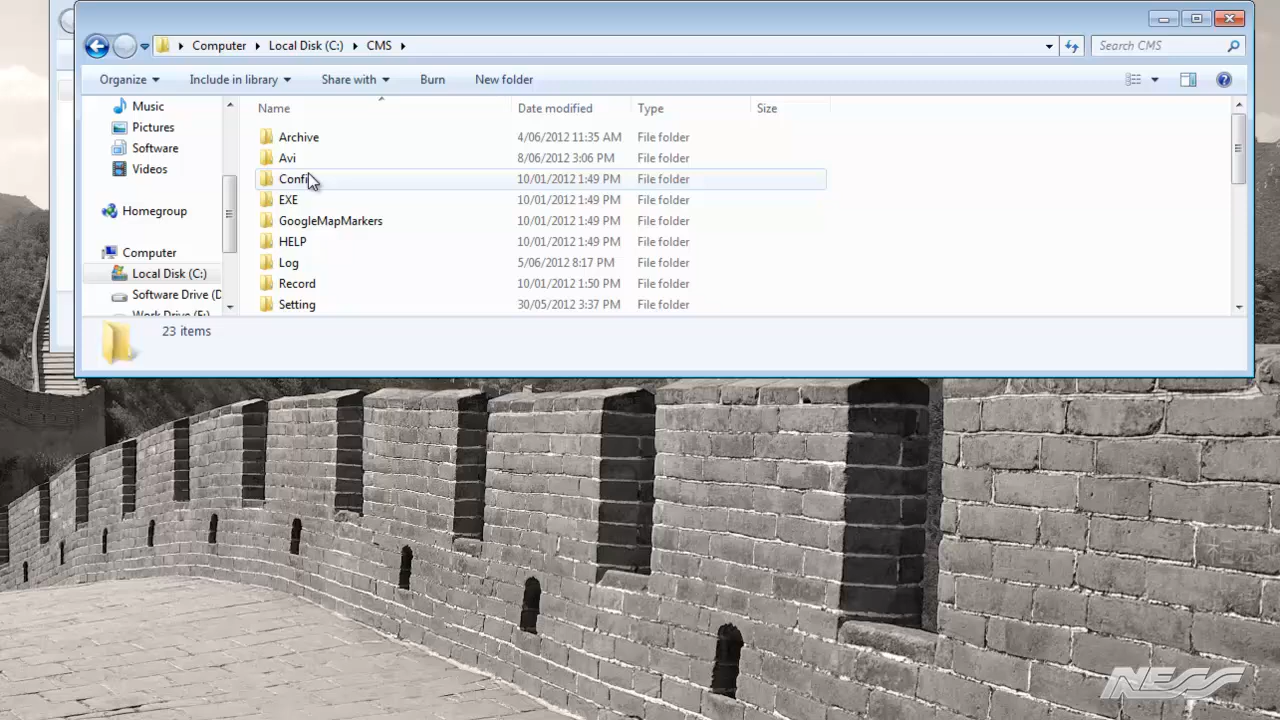 Computer ▸ Local Disk (C:) ▸ CMS ▸
Search CMS
Organize Include in library Share with Burn New folder
Music
Pictures
Software
Videos
Homegroup
Computer
Local Disk (C:)
Software Drive (D
Work Drive (F:)
Name Date modified Type Size
Archive 4/06/2012 11:35 AM File folder
Avi 8/06/2012 3:06 PM File folder
Confi 10/01/2012 1:49 PM File folder
EXE 10/01/2012 1:49 PM File folder
GoogleMapMarkers 10/01/2012 1:49 PM File folder
HELP 10/01/2012 1:49 PM File folder
Log 5/06/2012 8:17 PM File folder
Record 10/01/2012 1:50 PM File folder
Setting 30/05/2012 3:37 PM File folder
23 items
NESS